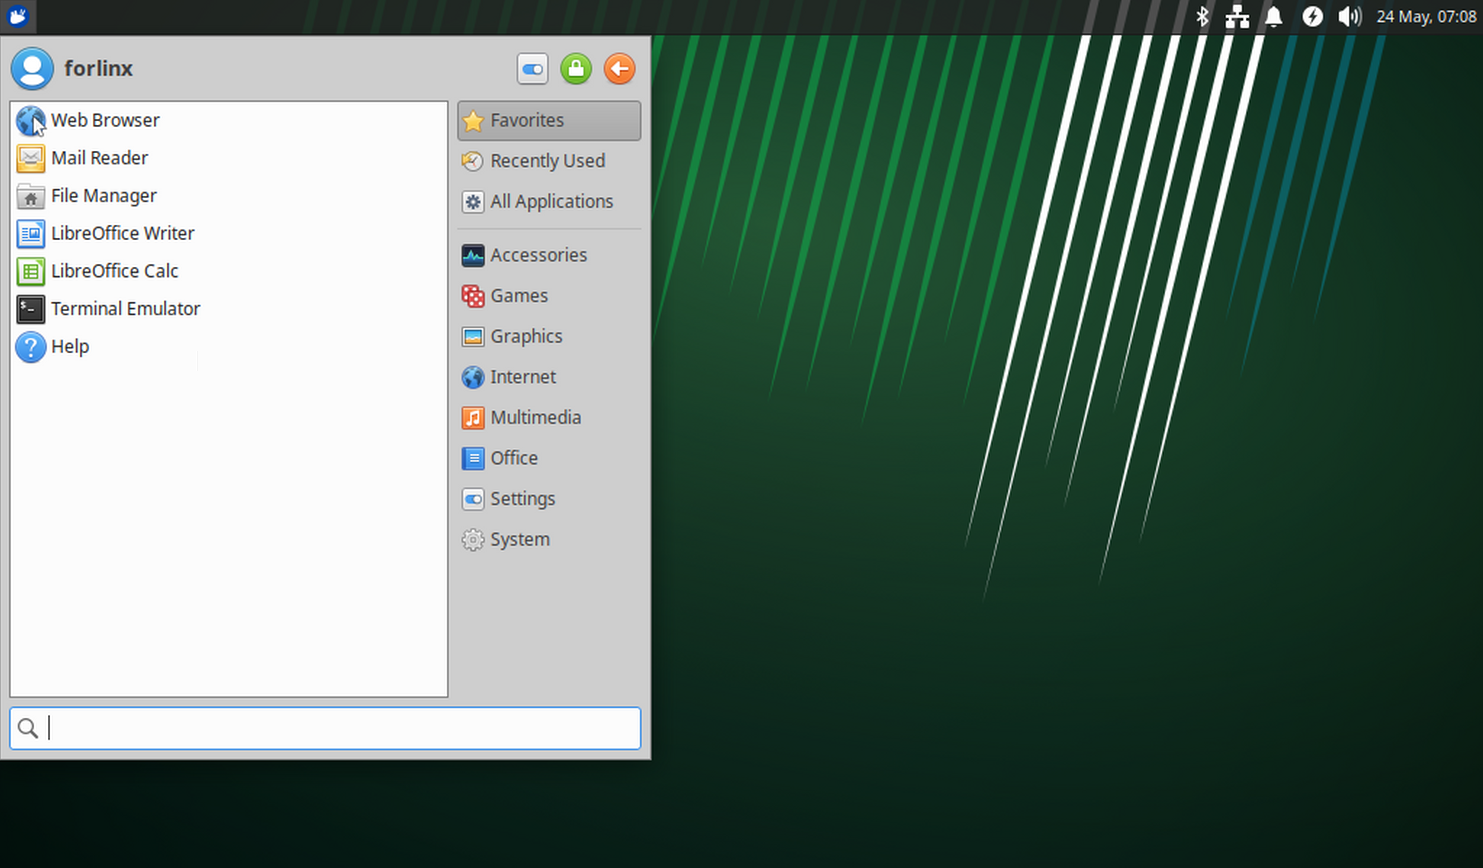 24 May, 07:08
forlinx
Web Browser
Mail Reader
File Manager
LibreOffice Writer
LibreOffice Calc
Terminal Emulator
Help
Favorites
Recently Used
All Applications
Accessories
Games
Graphics
Internet
Multimedia
Office
Settings
System